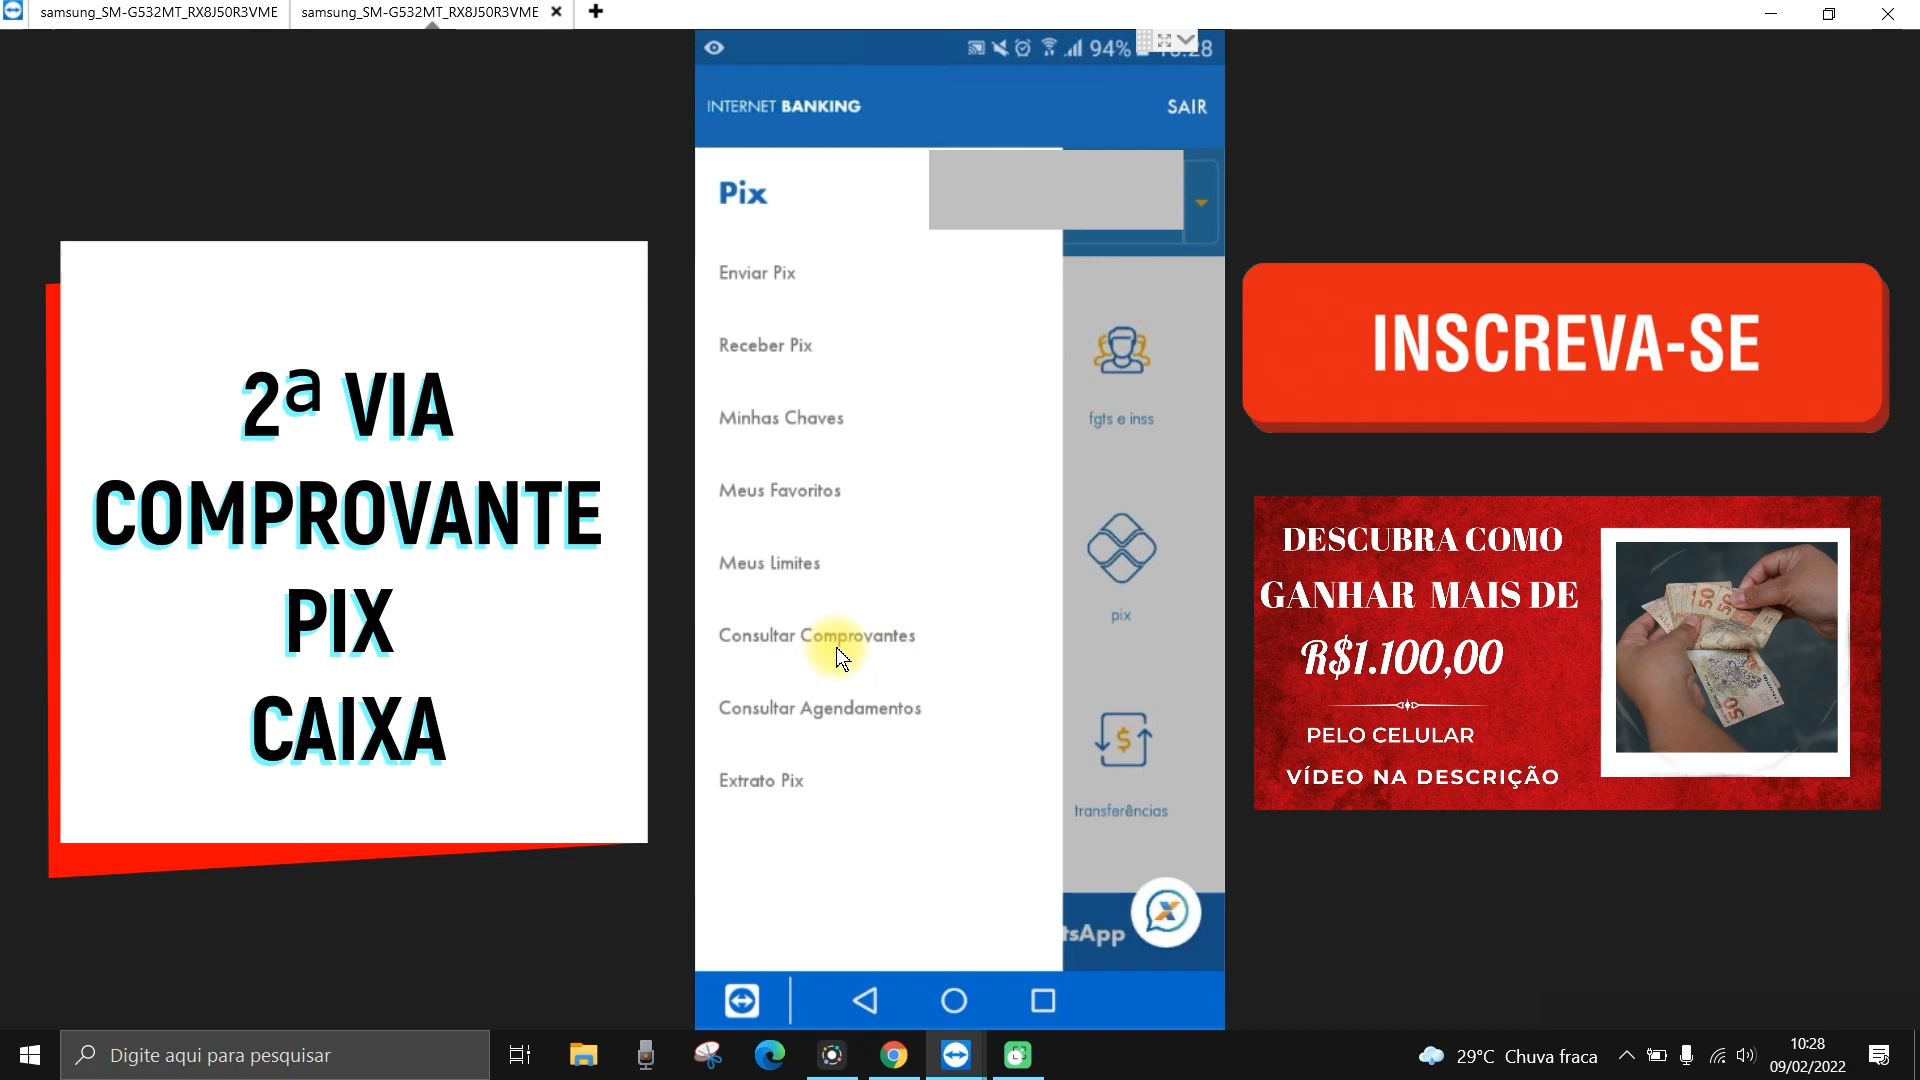 samsung_SM-G532MT_RX8J50R3VME
samsung_SM-G532MT_RX8J50R3VME
94%
INTERNET BANKING
SAIR
Pix
Enviar Pix
Receber Pix
Minhas Chaves
Meus Favoritos
Meus Limites
Consultar Comprovantes
Consultar Agendamentos
Extrato Pix
fgts e inss
pix
transferências
tsApp
2ª VIA
COMPROVANTE
PIX
CAIXA
INSCREVA-SE
DESCUBRA COMO
GANHAR MAIS DE
R$1.100,00
PELO CELULAR
VÍDEO NA DESCRIÇÃO
Digite aqui para pesquisar
29°C Chuva fraca
10:28
09/02/2022